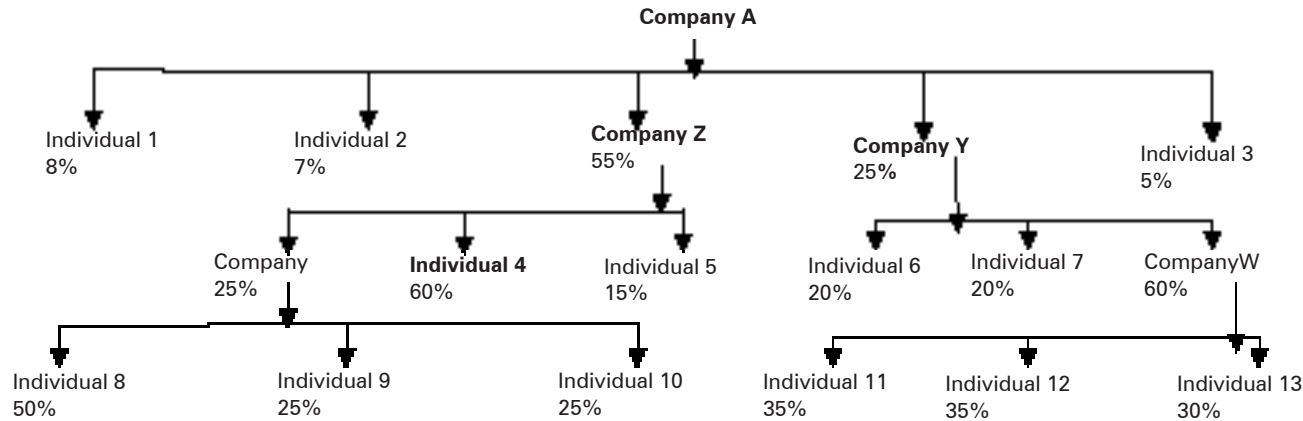 Company A
Individual 1
8%
Individual 2
7%
Company Z
55%
Company Y
25%
Individual 3
5%
Company
25%
Individual 4
60%
Individual 5
15%
Individual 6
20%
Individual 7
20%
CompanyW
60%
Individual 8
50%
Individual 9
25%
Individual 10
25%
Individual 11
35%
Individual 12
35%
Individual 13
30%